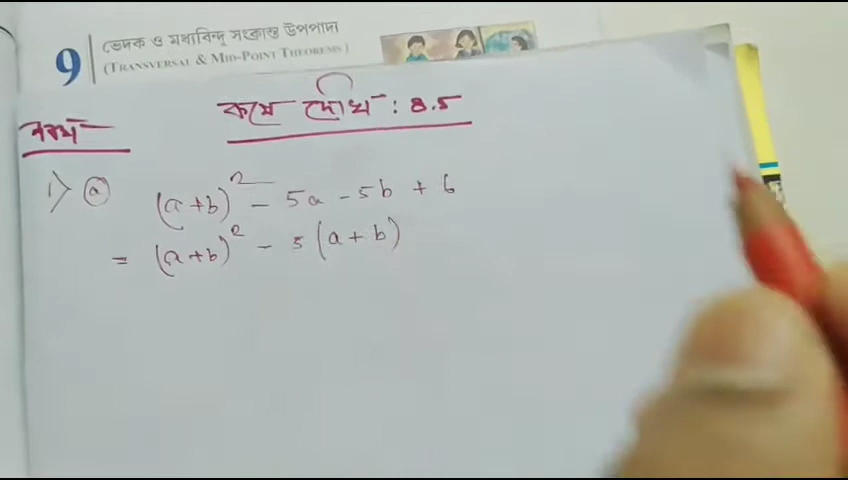 9 ভেদক ও মধ্যবিন্দু সংক্রান্ত উপপাদ্য
(TRANSVERSAL & MID-POINT THEOREMS)
কষে দেখি : 8.5
নবম
1) (a) (a+b)² - 5a - 5b + 6
= (a+b)² - 5(a+b)